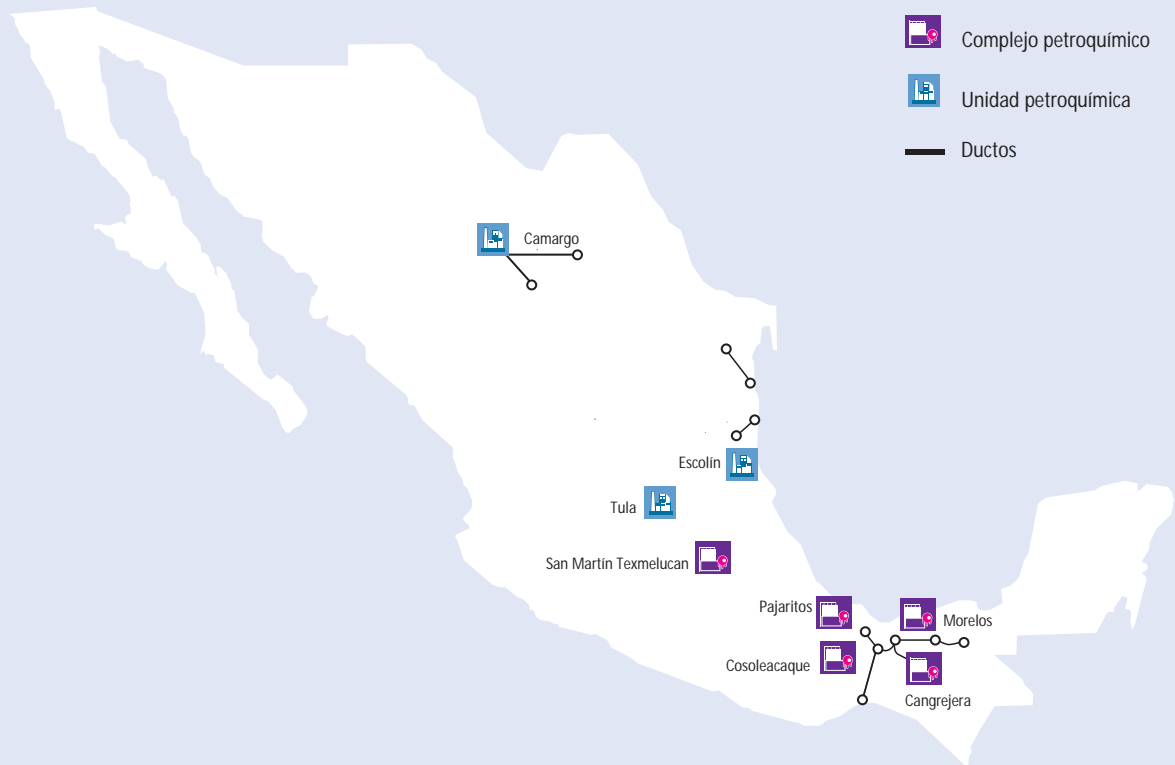 Complejo petroquímico
Unidad petroquímica
Ductos
Camargo
Escolín
Tula
San Martín Texmelucan
Pajaritos
Morelos
Cosoleacaque
Cangrejera